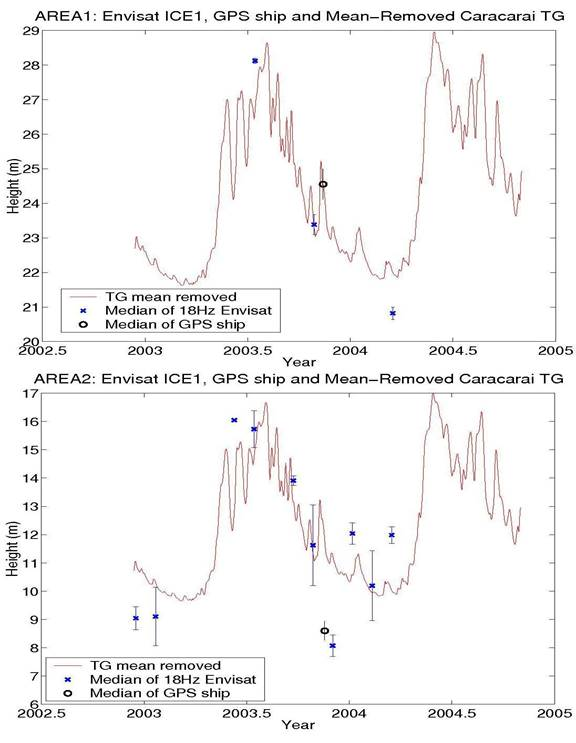 AREA1: Envisat ICE1, GPS ship and Mean-Removed Caracarai TG
29
28
27
26
25
24
23
22
21
20
Height (m)
TG mean removed
Median of 18Hz Envisat
Median of GPS ship
2002.5 2003 2003.5 2004 2004.5 2005
Year
AREA2: Envisat ICE1, GPS ship and Mean-Removed Caracarai TG
17
16
15
14
13
12
11
10
9
8
7
6
Height (m)
TG mean removed
Median of 18Hz Envisat
Median of GPS ship
2002.5 2003 2003.5 2004 2004.5 2005
Year